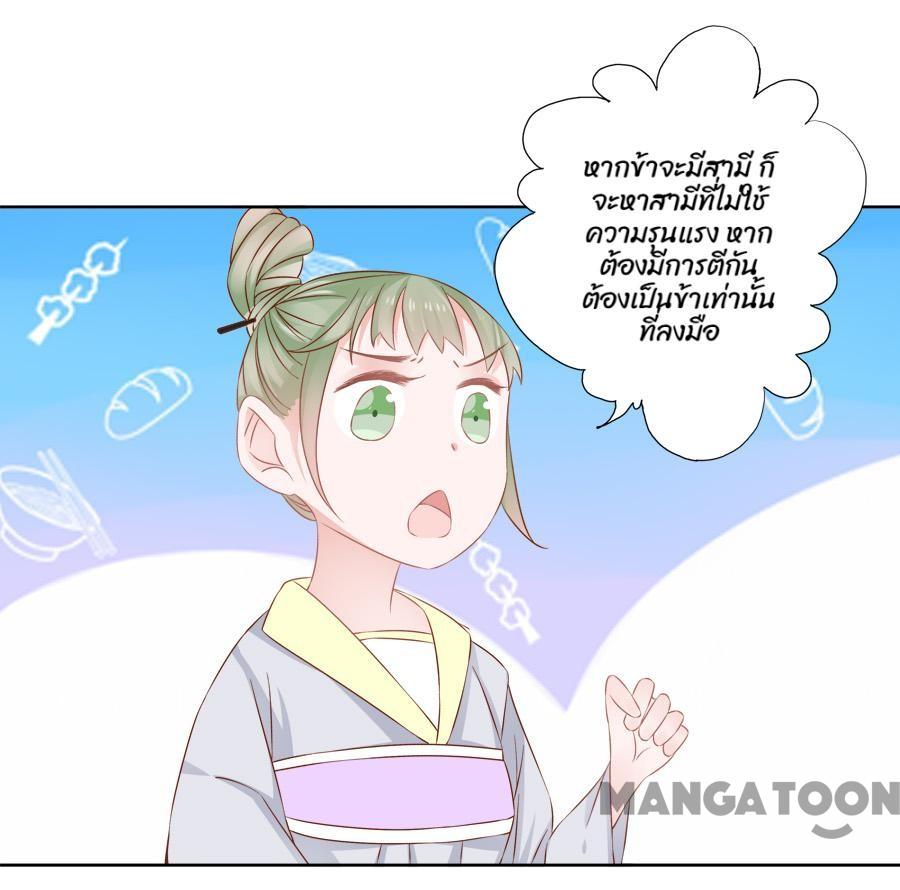 หากข้าจะมีสามี ก็
จะหาสามีที่ไม่ใช้
ความรุนแรง หาก
ต้องมีการตีกัน
ต้องเป็นข้าเท่านั้น
ที่ลงมือ
MANGATOON